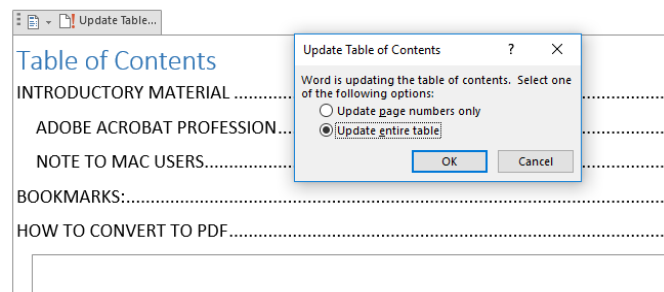 Update Table...
Update Table of Contents ? ×
Word is updating the table of contents. Select one
of the following options:
Update page numbers only
Update entire table
OK Cancel
Table of Contents
INTRODUCTORY MATERIAL ................................
ADOBE ACROBAT PROFESSION...
NOTE TO MAC USERS................
BOOKMARKS:................................
HOW TO CONVERT TO PDF................................